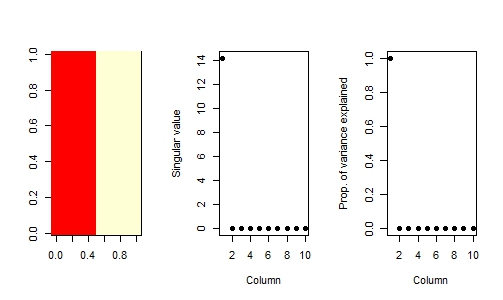 0.0 0.2 0.4 0.6 0.8 1.0
0.0 0.4 0.8
Singular value
0 2 4 6 8 10 12 14
2 4 6 8 10
Column
Prop. of variance explained
0.0 0.2 0.4 0.6 0.8 1.0
2 4 6 8 10
Column